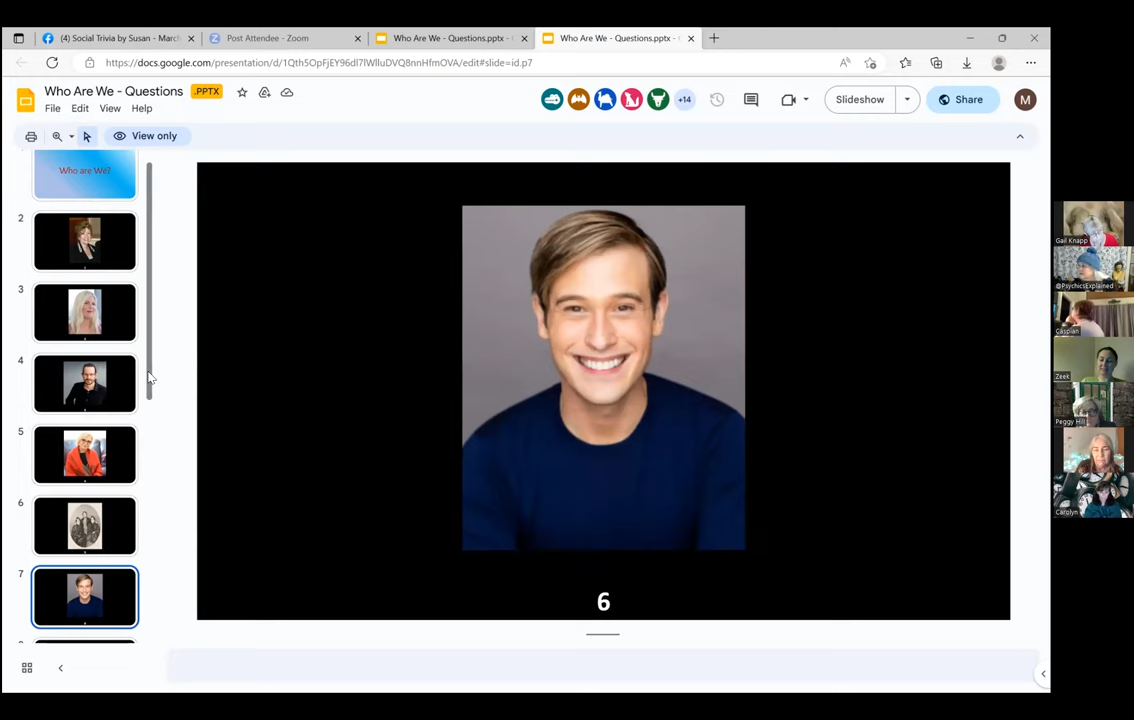 (4) Social Trivia by Susan - March
Post Attendee - Zoom
Who Are We - Questions.pptx -
Who Are We - Questions.pptx -
https://docs.google.com/presentation/d/1Qth5OpFjEY96dl7lWlluDVQ8nnHfmOVA/edit#slide=id.p7
Who Are We - Questions .PPTX
File Edit View Help
+14
Slideshow
Share
M
View only
Who are We?
2
3
4
5
6
7
6
Gail Knapp
@PsychicsExplained
Caspian
Zeek
Peggy Hill
Carolyn